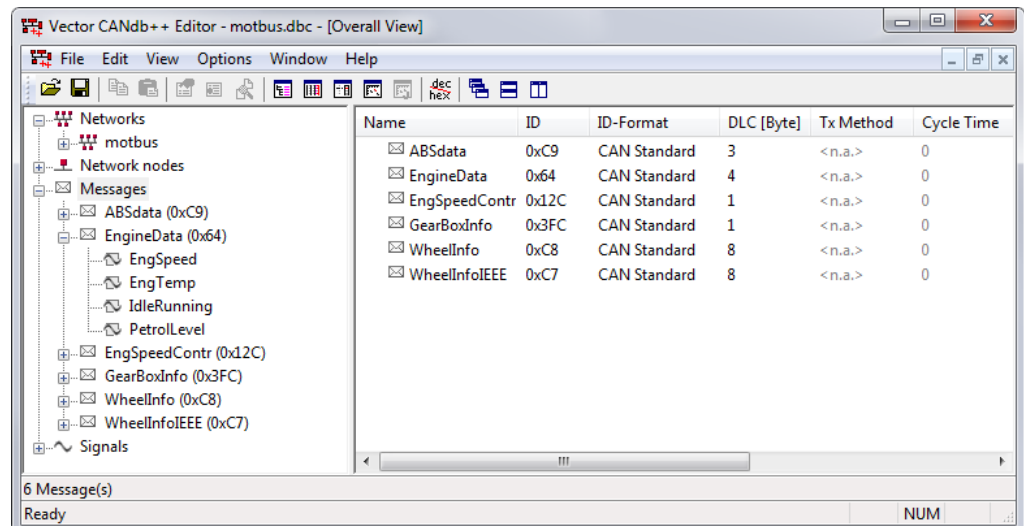 Vector CANdb++ Editor - motbus.dbc - [Overall View]
File Edit View Options Window Help
dec
hex
Networks
motbus
Network nodes
Messages
ABSdata (0xC9)
EngineData (0x64)
EngSpeed
EngTemp
IdleRunning
PetrolLevel
EngSpeedContr (0x12C)
GearBoxInfo (0x3FC)
WheelInfo (0xC8)
WheelInfoIEEE (0xC7)
Signals
Name ID ID-Format DLC [Byte] Tx Method Cycle Time
ABSdata 0xC9 CAN Standard 3 <n.a.> 0
EngineData 0x64 CAN Standard 4 <n.a.> 0
EngSpeedContr 0x12C CAN Standard 1 <n.a.> 0
GearBoxInfo 0x3FC CAN Standard 1 <n.a.> 0
WheelInfo 0xC8 CAN Standard 8 <n.a.> 0
WheelInfoIEEE 0xC7 CAN Standard 8 <n.a.> 0
6 Message(s)
Ready NUM